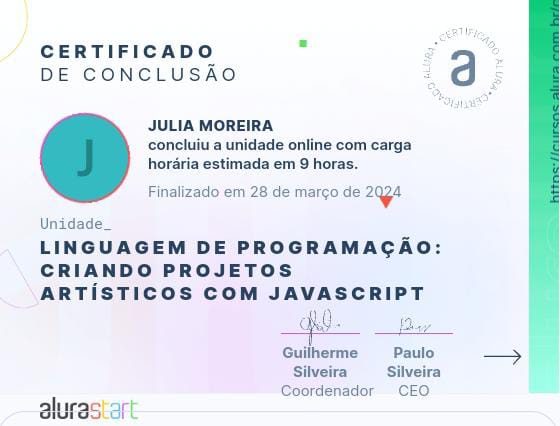 CERTIFICADO
DE CONCLUSÃO
CERTIFICADO ALURA • CERTIFICADO ALURA •
a
J
JULIA MOREIRA
concluiu a unidade online com carga
horária estimada em 9 horas.
Finalizado em 28 de março de 2024
Unidade_
LINGUAGEM DE PROGRAMAÇÃO:
CRIANDO PROJETOS
ARTÍSTICOS COM JAVASCRIPT
Guilherme
Silveira
Coordenador
Paulo
Silveira
CEO
alurastart
https://cursos.alura.com.br/c